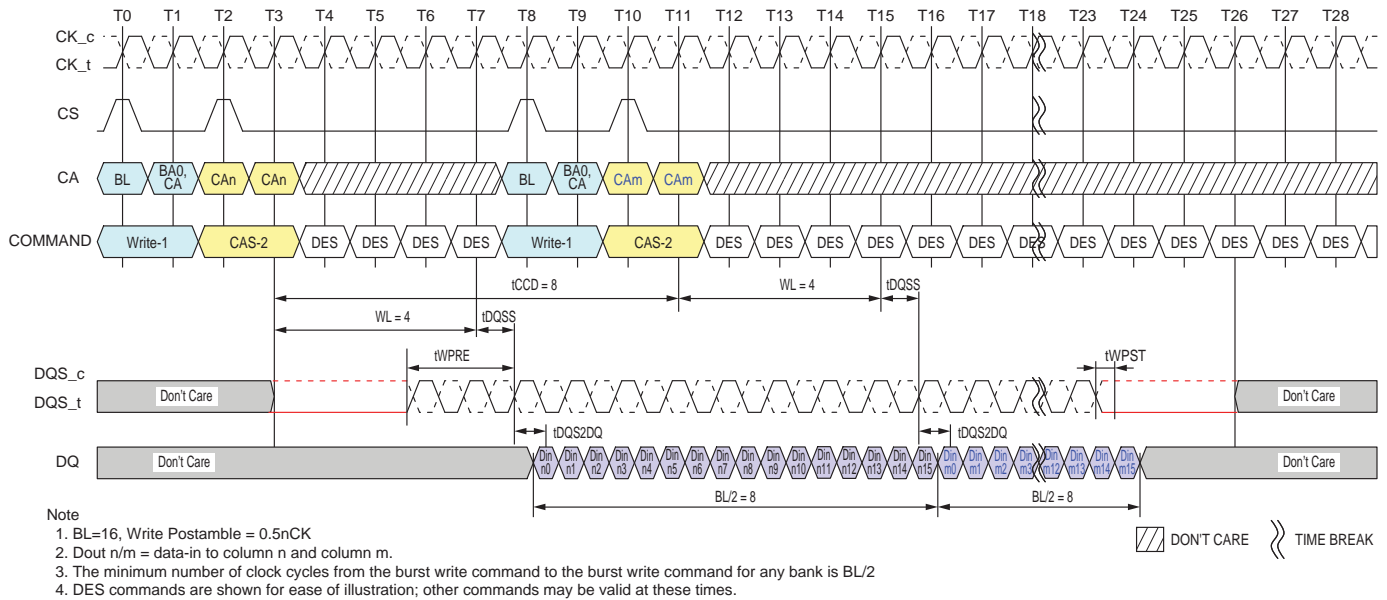 T0 T1 T2 T3 T4 T5 T6 T7 T8 T9 T10 T11 T12 T13 T14 T15 T16 T17 T18 T23 T24 T25 T26 T27 T28
CK_c
CK_t
CS
CA BL BA0, CA CAn CAn BL BA0, CA CAm CAm
COMMAND Write-1 CAS-2 DES DES DES DES Write-1 CAS-2 DES DES DES DES DES DES DES DES DES DES DES DES DES
tCCD = 8 WL = 4 tDQSS
WL = 4 tDQSS
tWPRE tWPST
DQS_c
DQS_t Don't Care Don't Care
tDQS2DQ tDQS2DQ
DQ Don't Care Din n0 Din n1 Din n2 Din n3 Din n4 Din n5 Din n6 Din n7 Din n8 Din n9 Din n10 Din n11 Din n12 Din n13 Din n14 Din n15 Din m0 Din m1 Din m2 Din m3 Din m12 Din m13 Din m14 Din m15 Don't Care
BL/2 = 8 BL/2 = 8
Note
1. BL=16, Write Postamble = 0.5nCK
2. Dout n/m = data-in to column n and column m.
3. The minimum number of clock cycles from the burst write command to the burst write command for any bank is BL/2
4. DES commands are shown for ease of illustration; other commands may be valid at these times.
DON'T CARE TIME BREAK